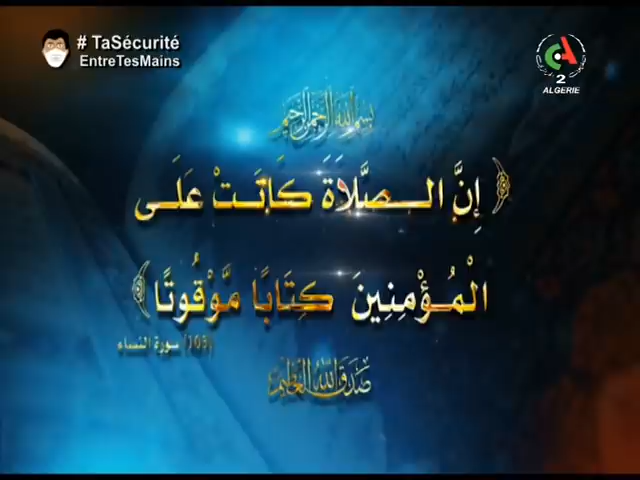 # TaSécurité
EntreTesMains
2
ALGERIE
بسم الله الرحمن الرحيم
﴿ إِنَّ الصَّلَاةَ كَانَتْ عَلَى
الْمُؤْمِنِينَ كِتَابًا مَّوْقُوتًا ﴾
(103) سورة النساء
صدق الله العظيم